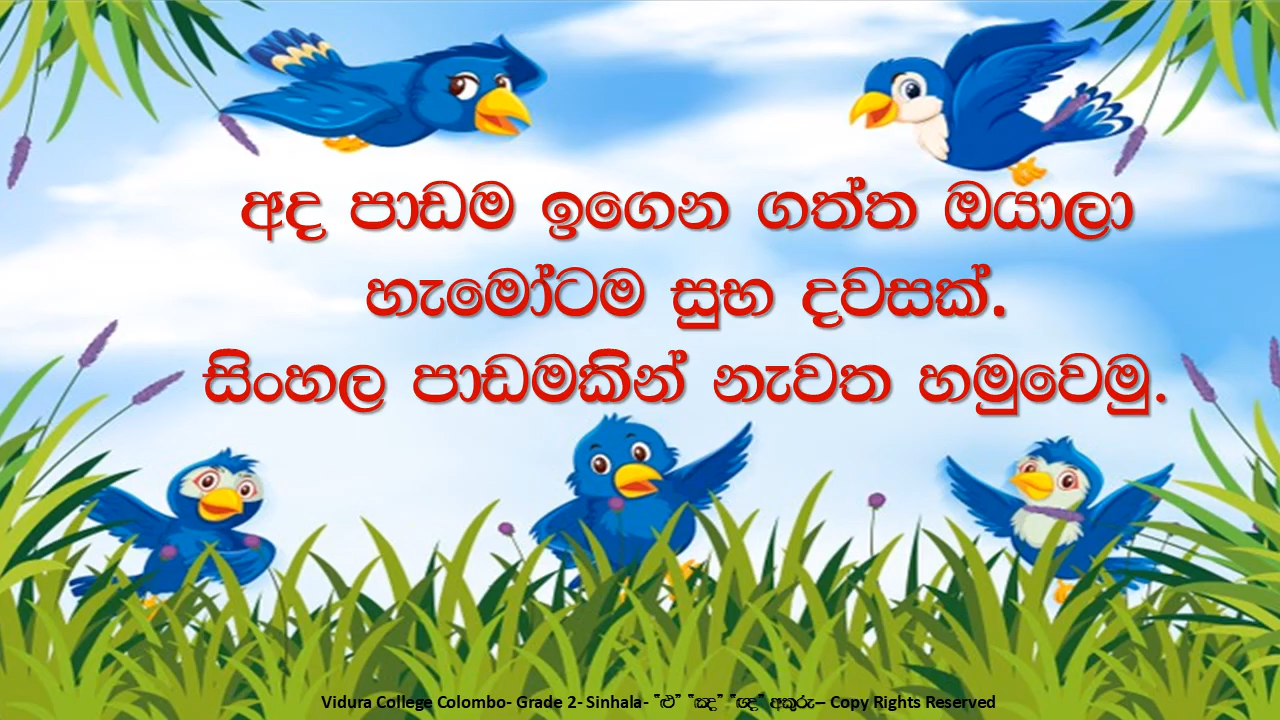 අද පාඩම ඉගෙන ගත්ත ඔයාලා
හැමෝටම සුභ දවසක්.
සිංහල පාඩමකින් නැවත හමුවෙමු.
Vidura College Colombo- Grade 2- Sinhala- "ළු" "ඤ" "ඥ" අකුරු– Copy Rights Reserved